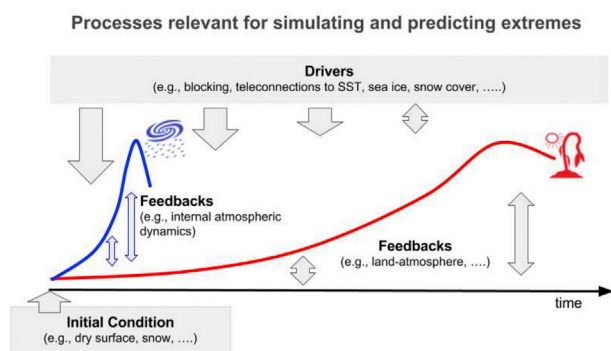 Processes relevant for simulating and predicting extremes
Drivers
(e.g., blocking, teleconnections to SST, sea ice, snow cover, .....)
Feedbacks
(e.g., internal atmospheric
dynamics)
Feedbacks
(e.g., land-atmosphere, ....)
time
Initial Condition
(e.g., dry surface, snow, ....)